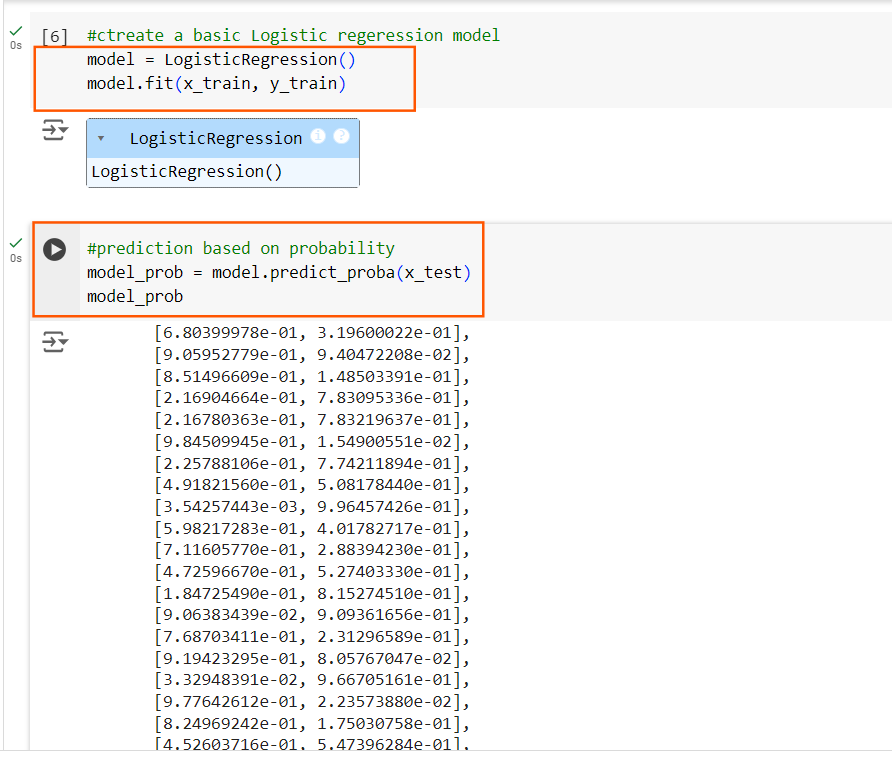 [6] #ctreate a basic Logistic regeression model
0s
model = LogisticRegression()
model.fit(x_train, y_train)
LogisticRegression i ?
LogisticRegression()
0s
#prediction based on probability
model_prob = model.predict_proba(x_test)
model_prob
[6.80399978e-01, 3.19600022e-01],
[9.05952779e-01, 9.40472208e-02],
[8.51496609e-01, 1.48503391e-01],
[2.16904664e-01, 7.83095336e-01],
[2.16780363e-01, 7.83219637e-01],
[9.84509945e-01, 1.54900551e-02],
[2.25788106e-01, 7.74211894e-01],
[4.91821560e-01, 5.08178440e-01],
[3.54257443e-03, 9.96457426e-01],
[5.98217283e-01, 4.01782717e-01],
[7.11605770e-01, 2.88394230e-01],
[4.72596670e-01, 5.27403330e-01],
[1.84725490e-01, 8.15274510e-01],
[9.06383439e-02, 9.09361656e-01],
[7.68703411e-01, 2.31296589e-01],
[9.19423295e-01, 8.05767047e-02],
[3.32948391e-02, 9.66705161e-01],
[9.77642612e-01, 2.23573880e-02],
[8.24969242e-01, 1.75030758e-01],
[4.52603716e-01, 5.47396284e-01],